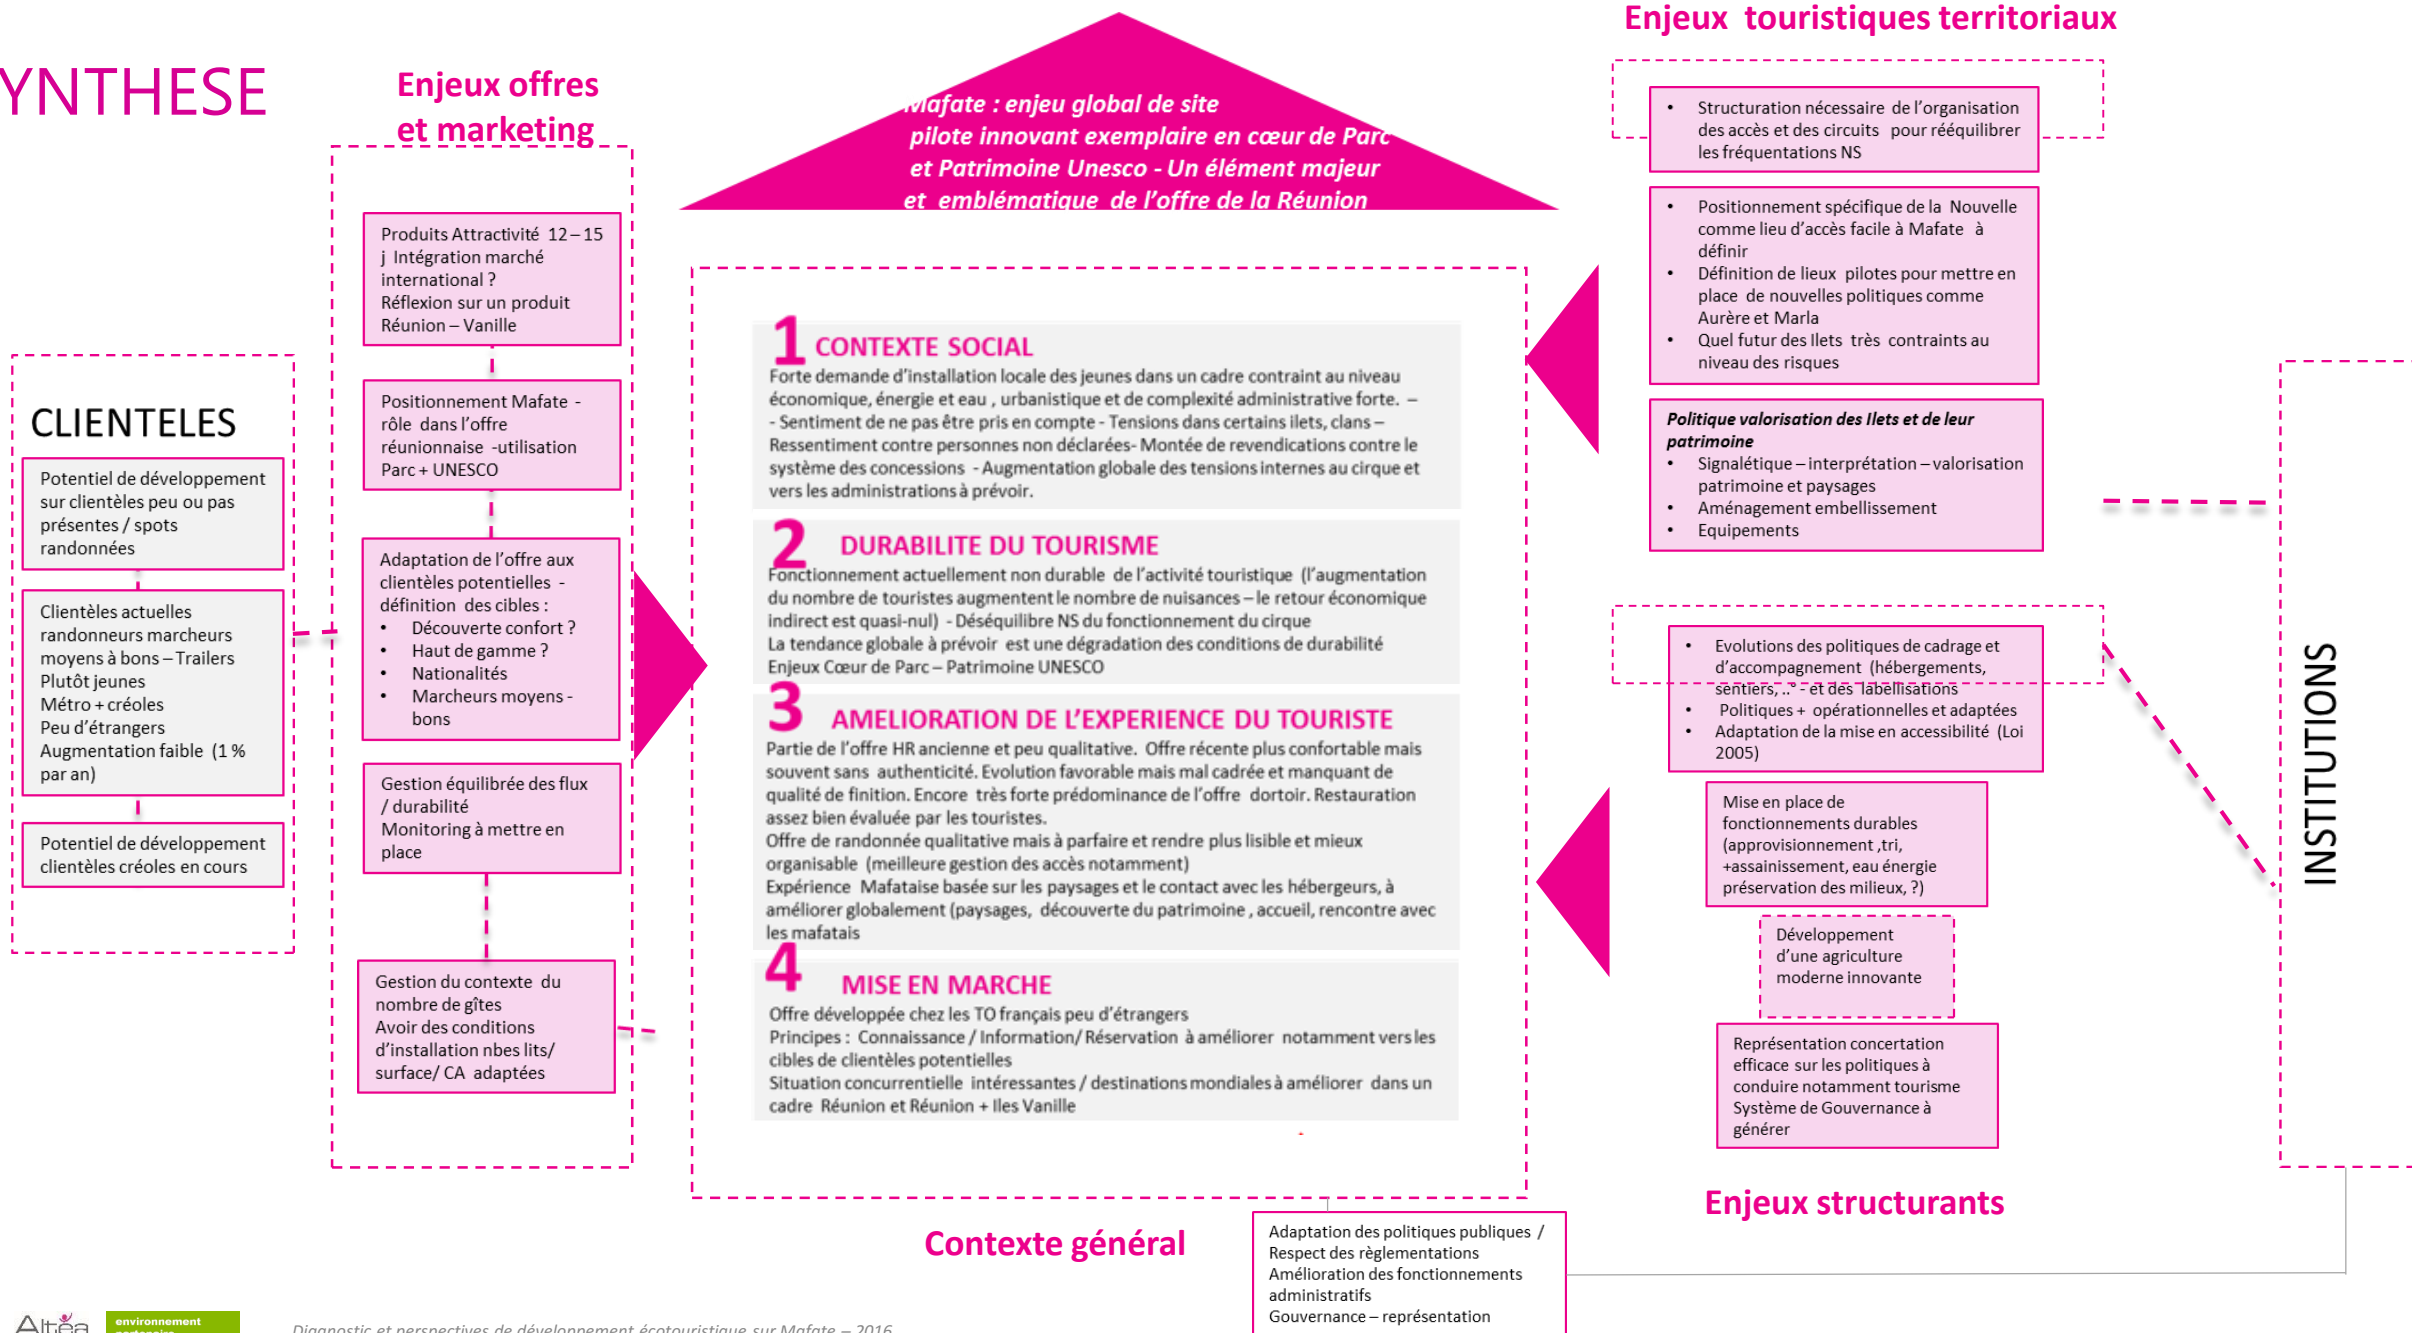 YNTHESE
Enjeux offres
et marketing
Mafate : enjeu global de site
pilote innovant exemplaire en cœur de Parc
et Patrimoine Unesco - Un élément majeur
et emblématique de l'offre de la Réunion
Enjeux touristiques territoriaux
CLIENTELES
Potentiel de développement
sur clientèles peu ou pas
présentes / spots
randonnées
Clientèles actuelles
randonneurs marcheurs
moyens à bons – Trailers
Plutôt jeunes
Métro + créoles
Peu d'étrangers
Augmentation faible (1 %
par an)
Potentiel de développement
clientèles créoles en cours
Produits Attractivité 12 – 15
j Intégration marché
international ?
Réflexion sur un produit
Réunion – Vanille
Positionnement Mafate -
rôle dans l'offre
réunionnaise -utilisation
Parc + UNESCO
Adaptation de l'offre aux
clientèles potentielles -
définition des cibles :
• Découverte confort ?
• Haut de gamme ?
• Nationalités
• Marcheurs moyens -
bons
Gestion équilibrée des flux
/ durabilité
Monitoring à mettre en
place
Gestion du contexte du
nombre de gîtes
Avoir des conditions
d'installation nbes lits/
surface/ CA adaptées
1 CONTEXTE SOCIAL
Forte demande d'installation locale des jeunes dans un cadre contraint au niveau
économique, énergie et eau , urbanistique et de complexité administrative forte. –
- Sentiment de ne pas être pris en compte - Tensions dans certains ilets, clans –
Ressentiment contre personnes non déclarées- Montée de revendications contre le
système des concessions - Augmentation globale des tensions internes au cirque et
vers les administrations à prévoir.
2 DURABILITE DU TOURISME
Fonctionnement actuellement non durable de l'activité touristique (l'augmentation
du nombre de touristes augmentent le nombre de nuisances – le retour économique
indirect est quasi-nul) - Déséquilibre NS du fonctionnement du cirque
La tendance globale à prévoir est une dégradation des conditions de durabilité
Enjeux Cœur de Parc – Patrimoine UNESCO
3 AMELIORATION DE L'EXPERIENCE DU TOURISTE
Partie de l'offre HR ancienne et peu qualitative. Offre récente plus confortable mais
souvent sans authenticité. Evolution favorable mais mal cadrée et manquant de
qualité de finition. Encore très forte prédominance de l'offre dortoir. Restauration
assez bien évaluée par les touristes.
Offre de randonnée qualitative mais à parfaire et rendre plus lisible et mieux
organisable (meilleure gestion des accès notamment)
Expérience Mafataise basée sur les paysages et le contact avec les hébergeurs, à
améliorer globalement (paysages, découverte du patrimoine , accueil, rencontre avec
les mafatais
4 MISE EN MARCHE
Offre développée chez les TO français peu d'étrangers
Principes : Connaissance / Information/ Réservation à améliorer notamment vers les
cibles de clientèles potentielles
Situation concurrentielle intéressantes / destinations mondiales à améliorer dans un
cadre Réunion et Réunion + Iles Vanille
Contexte général
• Structuration nécessaire de l'organisation
des accès et des circuits pour rééquilibrer
les fréquentations NS
• Positionnement spécifique de la Nouvelle
comme lieu d'accès facile à Mafate à
définir
• Définition de lieux pilotes pour mettre en
place de nouvelles politiques comme
Aurère et Marla
• Quel futur des Ilets très contraints au
niveau des risques
Politique valorisation des Ilets et de leur
patrimoine
• Signalétique – interprétation – valorisation
patrimoine et paysages
• Aménagement embellissement
• Equipements
• Evolutions des politiques de cadrage et
d'accompagnement (hébergements,
sentiers, ..° - et des labellisations
• Politiques + opérationnelles et adaptées
• Adaptation de la mise en accessibilité (Loi
2005)
Mise en place de
fonctionnements durables
(approvisionnement ,tri,
+assainissement, eau énergie
préservation des milieux, ?)
Développement
d'une agriculture
moderne innovante
Représentation concertation
efficace sur les politiques à
conduire notamment tourisme
Système de Gouvernance à
générer
Enjeux structurants
INSTITUTIONS
Adaptation des politiques publiques /
Respect des règlementations
Amélioration des fonctionnements
administratifs
Gouvernance – représentation
Altéa
environnement
Diagnostic et perspectives de développement écotouristique sur Mafate – 2016